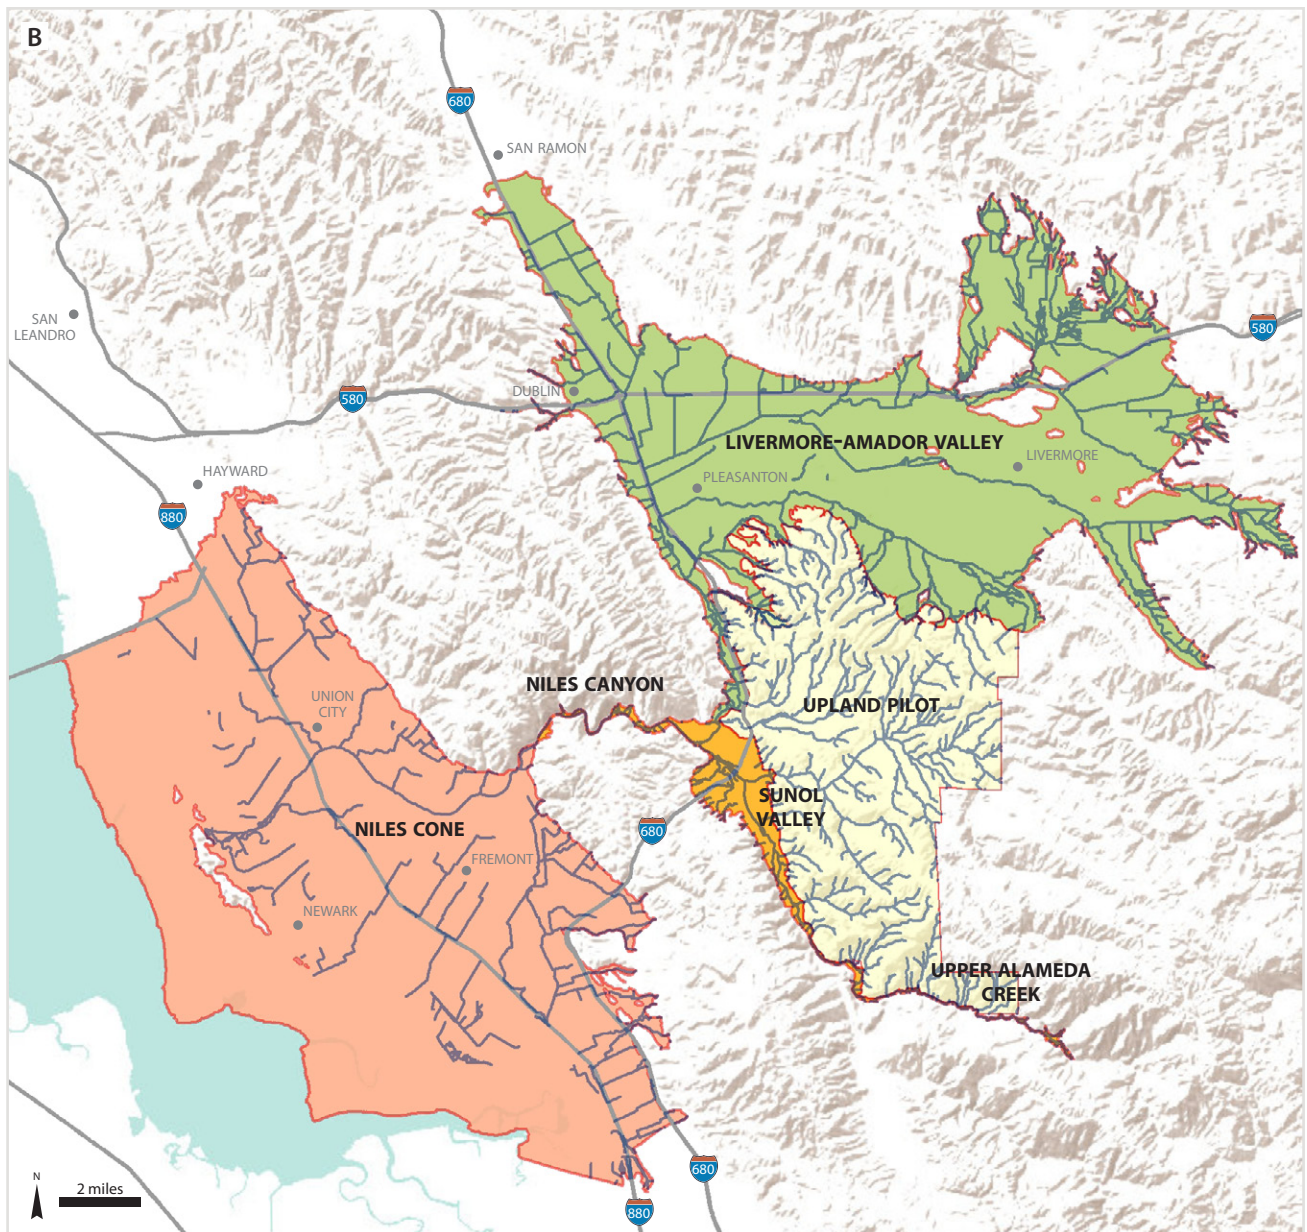 B
680
SAN RAMON
SAN
LEANDRO
580
580
DUBLIN
LIVERMORE-AMADOR VALLEY
LIVERMORE
HAYWARD
PLEASANTON
880
NILES CANYON
UNION
CITY
UPLAND PILOT
SUNOL
VALLEY
NILES CONE
680
FREMONT
NEWARK
UPPER ALAMEDA
CREEK
N
2 miles
680
880